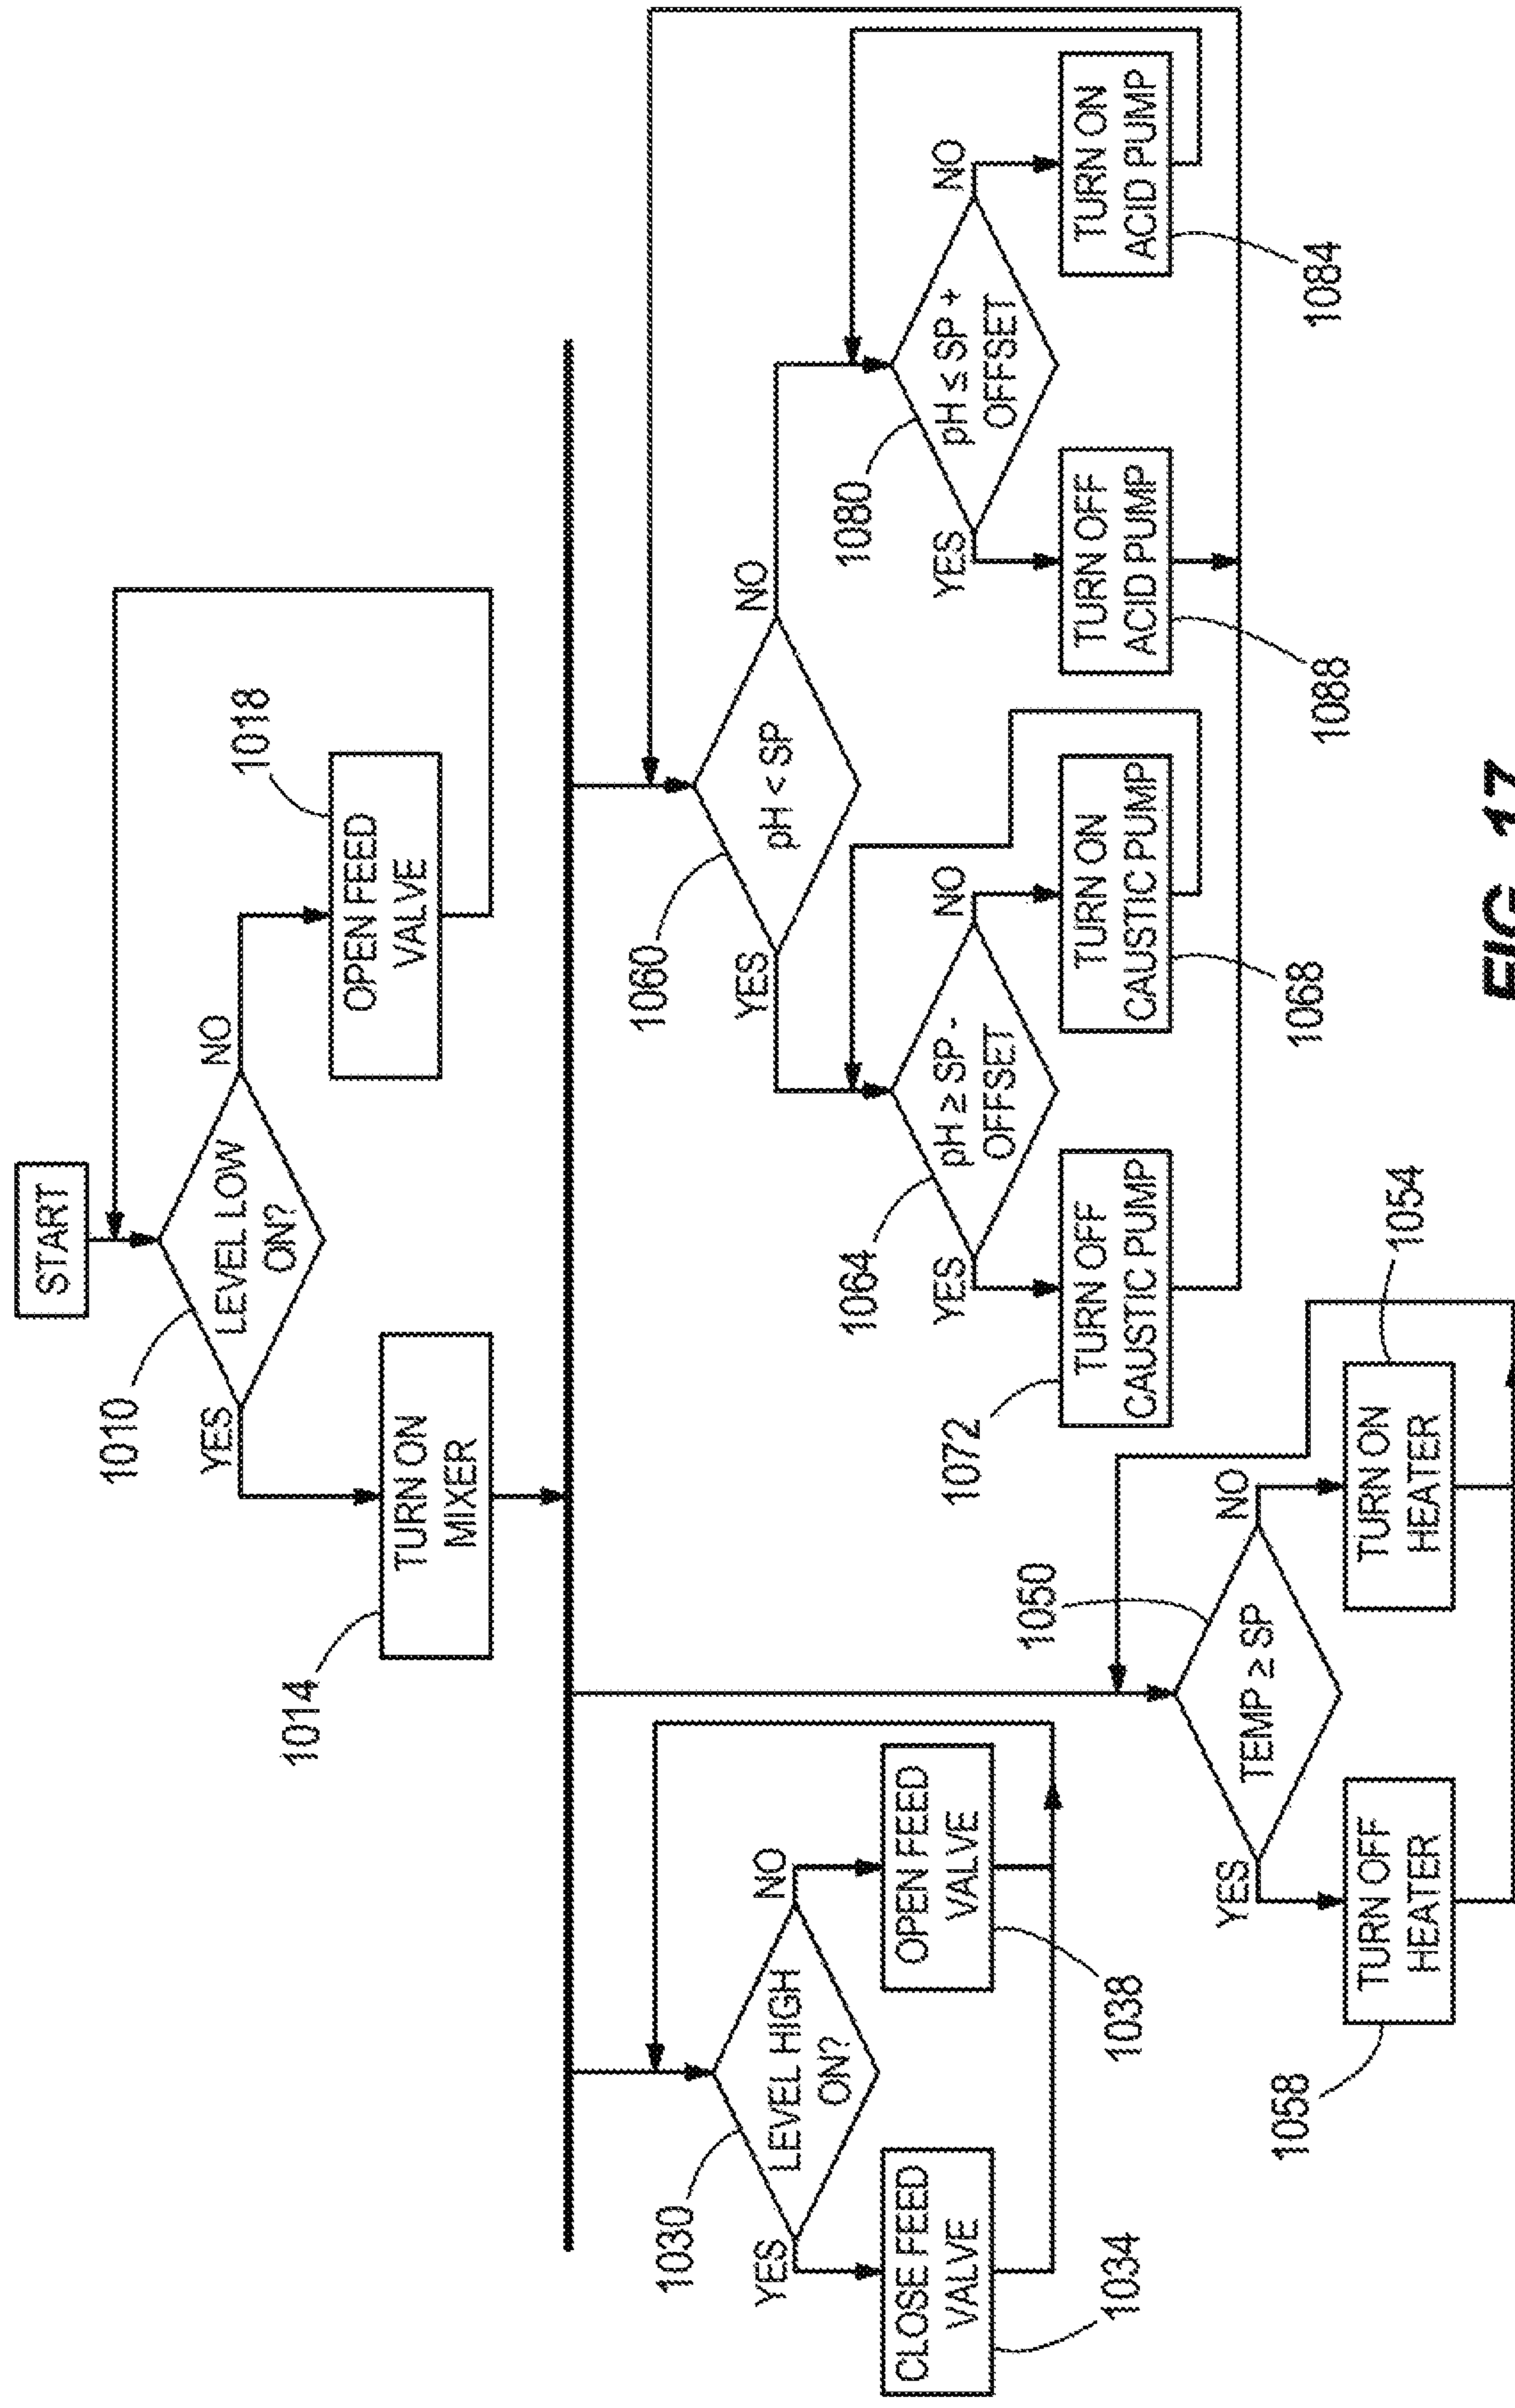 START
LEVEL LOW
ON?
1010
YES
NO
TURN ON
MIXER
1014
OPEN FEED
VALVE
1018
LEVEL HIGH
ON?
1030
YES
NO
CLOSE FEED
VALVE
1034
OPEN FEED
VALVE
1038
TEMP ≥ SP
1050
YES
NO
TURN OFF
HEATER
1058
TURN ON
HEATER
1054
pH < SP
1060
YES
NO
pH ≥ SP -
OFFSET
1064
YES
NO
TURN OFF
CAUSTIC PUMP
1072
TURN ON
CAUSTIC PUMP
1068
pH ≤ SP +
OFFSET
1080
YES
NO
TURN OFF
ACID PUMP
1088
TURN ON
ACID PUMP
1084
FIG. 17